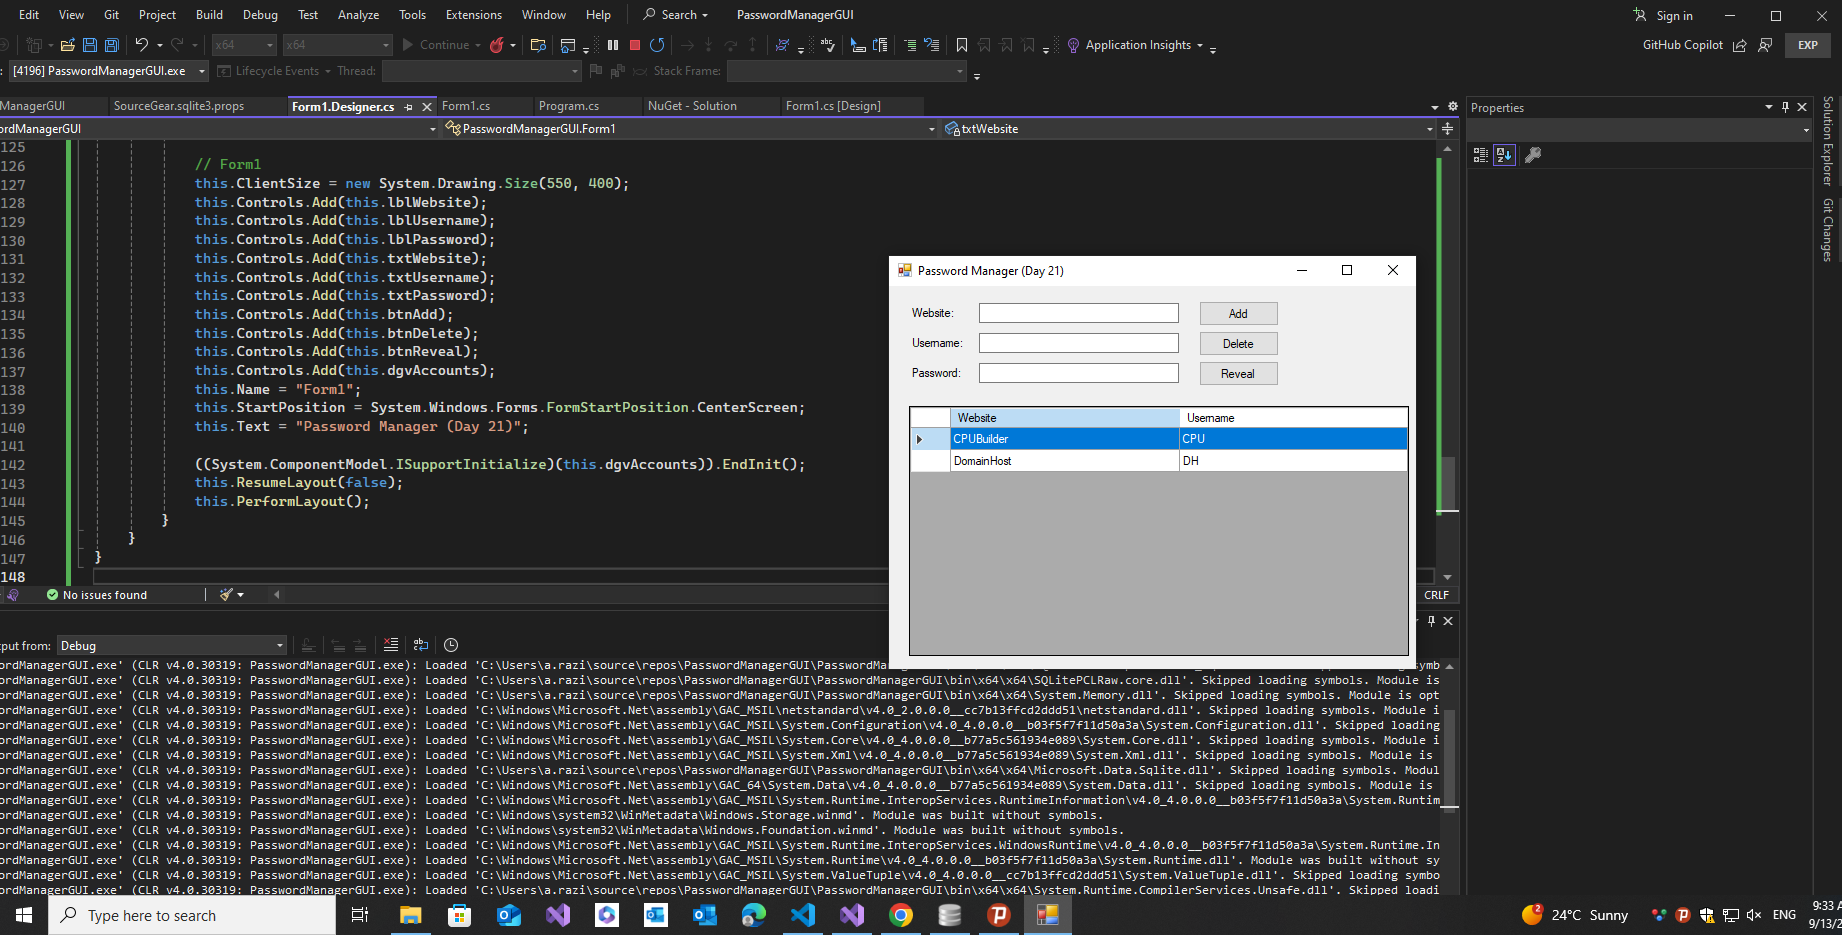 Edit View Git Project Build Debug Test Analyze Tools Extensions Window Help Search PasswordManagerGUI Sign in
x64 x64 Continue Application Insights GitHub Copilot EXP
: [4196] PasswordManagerGUI.exe Lifecycle Events Thread: Stack Frame:
ManagerGUI SourceGear.sqlite3.props Form1.Designer.cs Form1.cs Program.cs NuGet - Solution Form1.cs [Design]
ordManagerGUI PasswordManagerGUI.Form1 txtWebsite
125
126 // Form1
127 this.ClientSize = new System.Drawing.Size(550, 400);
128 this.Controls.Add(this.lblWebsite);
129 this.Controls.Add(this.lblUsername);
130 this.Controls.Add(this.lblPassword);
131 this.Controls.Add(this.txtWebsite);
132 this.Controls.Add(this.txtUsername);
133 this.Controls.Add(this.txtPassword);
134 this.Controls.Add(this.btnAdd);
135 this.Controls.Add(this.btnDelete);
136 this.Controls.Add(this.btnReveal);
137 this.Controls.Add(this.dgvAccounts);
138 this.Name = "Form1";
139 this.StartPosition = System.Windows.Forms.FormStartPosition.CenterScreen;
140 this.Text = "Password Manager (Day 21)";
141
142 ((System.ComponentModel.ISupportInitialize)(this.dgvAccounts)).EndInit();
143 this.ResumeLayout(false);
144 this.PerformLayout();
145 }
146 }
147 }
148
No issues found CRLF
Properties
Solution Explorer
Git Changes
Password Manager (Day 21)
Website: Add
Username: Delete
Password: Reveal
Website Username
CPUBuilder CPU
DomainHost DH
put from: Debug
ordManagerGUI.exe' (CLR v4.0.30319: PasswordManagerGUI.exe): Loaded 'C:\Users\a.razi\source\repos\PasswordManagerGUI\PasswordMana
ordManagerGUI.exe' (CLR v4.0.30319: PasswordManagerGUI.exe): Loaded 'C:\Users\a.razi\source\repos\PasswordManagerGUI\PasswordManagerGUI\bin\x64\x64\SQLitePCLRaw.core.dll'. Skipped loading symbols. Module is
ordManagerGUI.exe' (CLR v4.0.30319: PasswordManagerGUI.exe): Loaded 'C:\Users\a.razi\source\repos\PasswordManagerGUI\PasswordManagerGUI\bin\x64\x64\System.Memory.dll'. Skipped loading symbols. Module is opt
ordManagerGUI.exe' (CLR v4.0.30319: PasswordManagerGUI.exe): Loaded 'C:\Windows\Microsoft.Net\assembly\GAC_MSIL\netstandard\v4.0_2.0.0.0__cc7b13ffcd2ddd51\netstandard.dll'. Skipped loading symbols. Module i
ordManagerGUI.exe' (CLR v4.0.30319: PasswordManagerGUI.exe): Loaded 'C:\Windows\Microsoft.Net\assembly\GAC_MSIL\System.Configuration\v4.0_4.0.0.0__b03f5f7f11d50a3a\System.Configuration.dll'. Skipped loading
ordManagerGUI.exe' (CLR v4.0.30319: PasswordManagerGUI.exe): Loaded 'C:\Windows\Microsoft.Net\assembly\GAC_MSIL\System.Core\v4.0_4.0.0.0__b77a5c561934e089\System.Core.dll'. Skipped loading symbols. Module i
ordManagerGUI.exe' (CLR v4.0.30319: PasswordManagerGUI.exe): Loaded 'C:\Windows\Microsoft.Net\assembly\GAC_MSIL\System.Xml\v4.0_4.0.0.0__b77a5c561934e089\System.Xml.dll'. Skipped loading symbols. Module is
ordManagerGUI.exe' (CLR v4.0.30319: PasswordManagerGUI.exe): Loaded 'C:\Users\a.razi\source\repos\PasswordManagerGUI\PasswordManagerGUI\bin\x64\x64\Microsoft.Data.Sqlite.dll'. Skipped loading symbols. Modul
ordManagerGUI.exe' (CLR v4.0.30319: PasswordManagerGUI.exe): Loaded 'C:\Windows\Microsoft.Net\assembly\GAC_64\System.Data\v4.0_4.0.0.0__b77a5c561934e089\System.Data.dll'. Skipped loading symbols. Module is
ordManagerGUI.exe' (CLR v4.0.30319: PasswordManagerGUI.exe): Loaded 'C:\Windows\Microsoft.Net\assembly\GAC_MSIL\System.Runtime.InteropServices.RuntimeInformation\v4.0_4.0.0.0__b03f5f7f11d50a3a\System.Runtim
ordManagerGUI.exe' (CLR v4.0.30319: PasswordManagerGUI.exe): Loaded 'C:\Windows\system32\WinMetadata\Windows.Storage.winmd'. Module was built without symbols.
ordManagerGUI.exe' (CLR v4.0.30319: PasswordManagerGUI.exe): Loaded 'C:\Windows\system32\WinMetadata\Windows.Foundation.winmd'. Module was built without symbols.
ordManagerGUI.exe' (CLR v4.0.30319: PasswordManagerGUI.exe): Loaded 'C:\Windows\Microsoft.Net\assembly\GAC_MSIL\System.Runtime.InteropServices.WindowsRuntime\v4.0_4.0.0.0__b03f5f7f11d50a3a\System.Runtime.In
ordManagerGUI.exe' (CLR v4.0.30319: PasswordManagerGUI.exe): Loaded 'C:\Windows\Microsoft.Net\assembly\GAC_MSIL\System.Runtime\v4.0_4.0.0.0__b03f5f7f11d50a3a\System.Runtime.dll'. Module was built without sy
ordManagerGUI.exe' (CLR v4.0.30319: PasswordManagerGUI.exe): Loaded 'C:\Windows\Microsoft.Net\assembly\GAC_MSIL\System.ValueTuple\v4.0_4.0.0.0__cc7b13ffcd2ddd51\System.ValueTuple.dll'. Skipped loading symbo
ordManagerGUI.exe' (CLR v4.0.30319: PasswordManagerGUI.exe): Loaded 'C:\Users\a.razi\source\repos\PasswordManagerGUI\PasswordManagerGUI\bin\x64\x64\System.Runtime.CompilerServices.Unsafe.dll'. Skipped loadi
Type here to search 2 24°C Sunny ENG 9:33 A
9/13/2